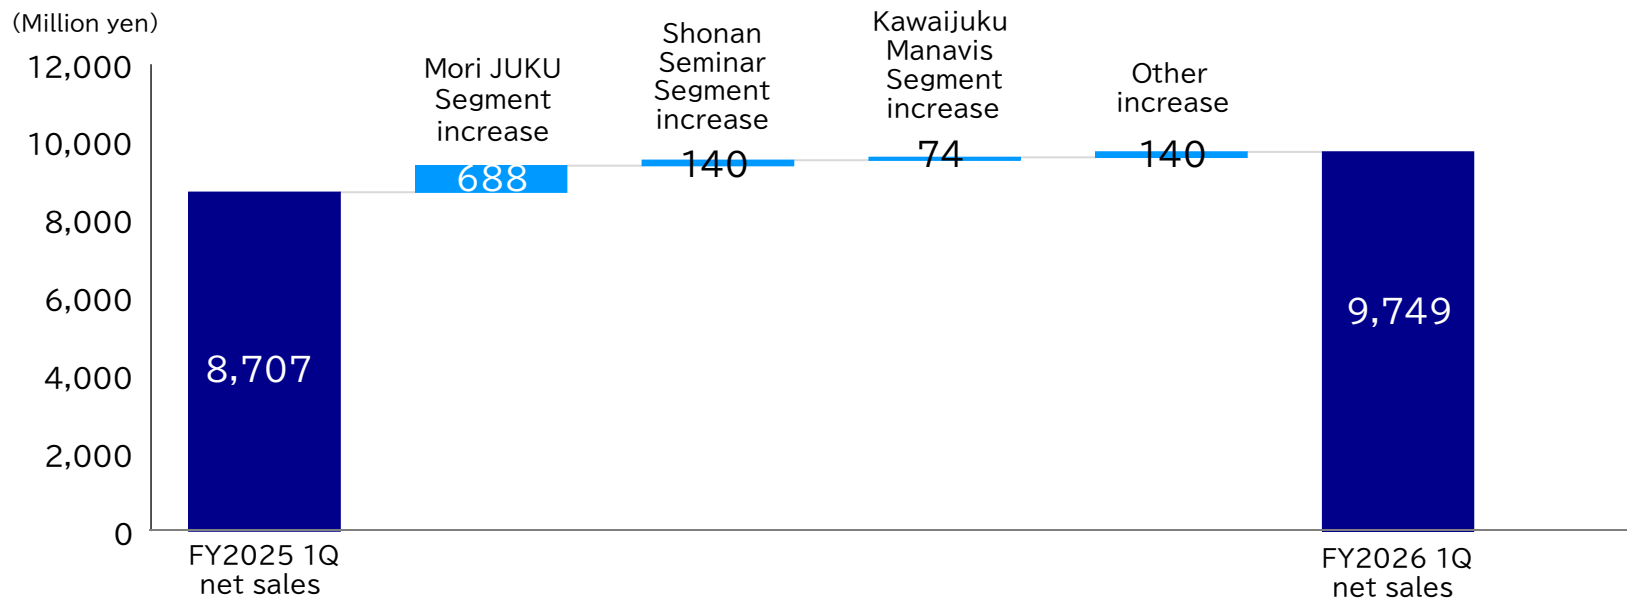 (Million yen)
12,000
10,000
8,000
6,000
4,000
2,000
0
8,707
FY2025 1Q
net sales
Mori JUKU
Segment
increase
688
Shonan
Seminar
Segment
increase
140
Kawaijuku
Manavis
Segment
increase
74
Other
increase
140
9,749
FY2026 1Q
net sales